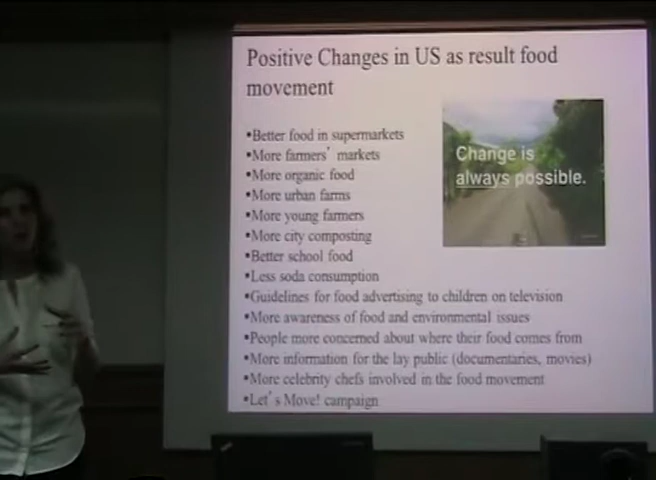 Positive Changes in US as result food
movement
▪Better food in supermarkets
▪More farmers' markets
▪More organic food
▪More urban farms
▪More young farmers
▪More city composting
▪Better school food
▪Less soda consumption
▪Guidelines for food advertising to children on television
▪More awareness of food and environmental issues
▪People more concerned about where their food comes from
▪More information for the lay public (documentaries, movies)
▪More celebrity chefs involved in the food movement
▪Let's Move! campaign
Change is
always possible.